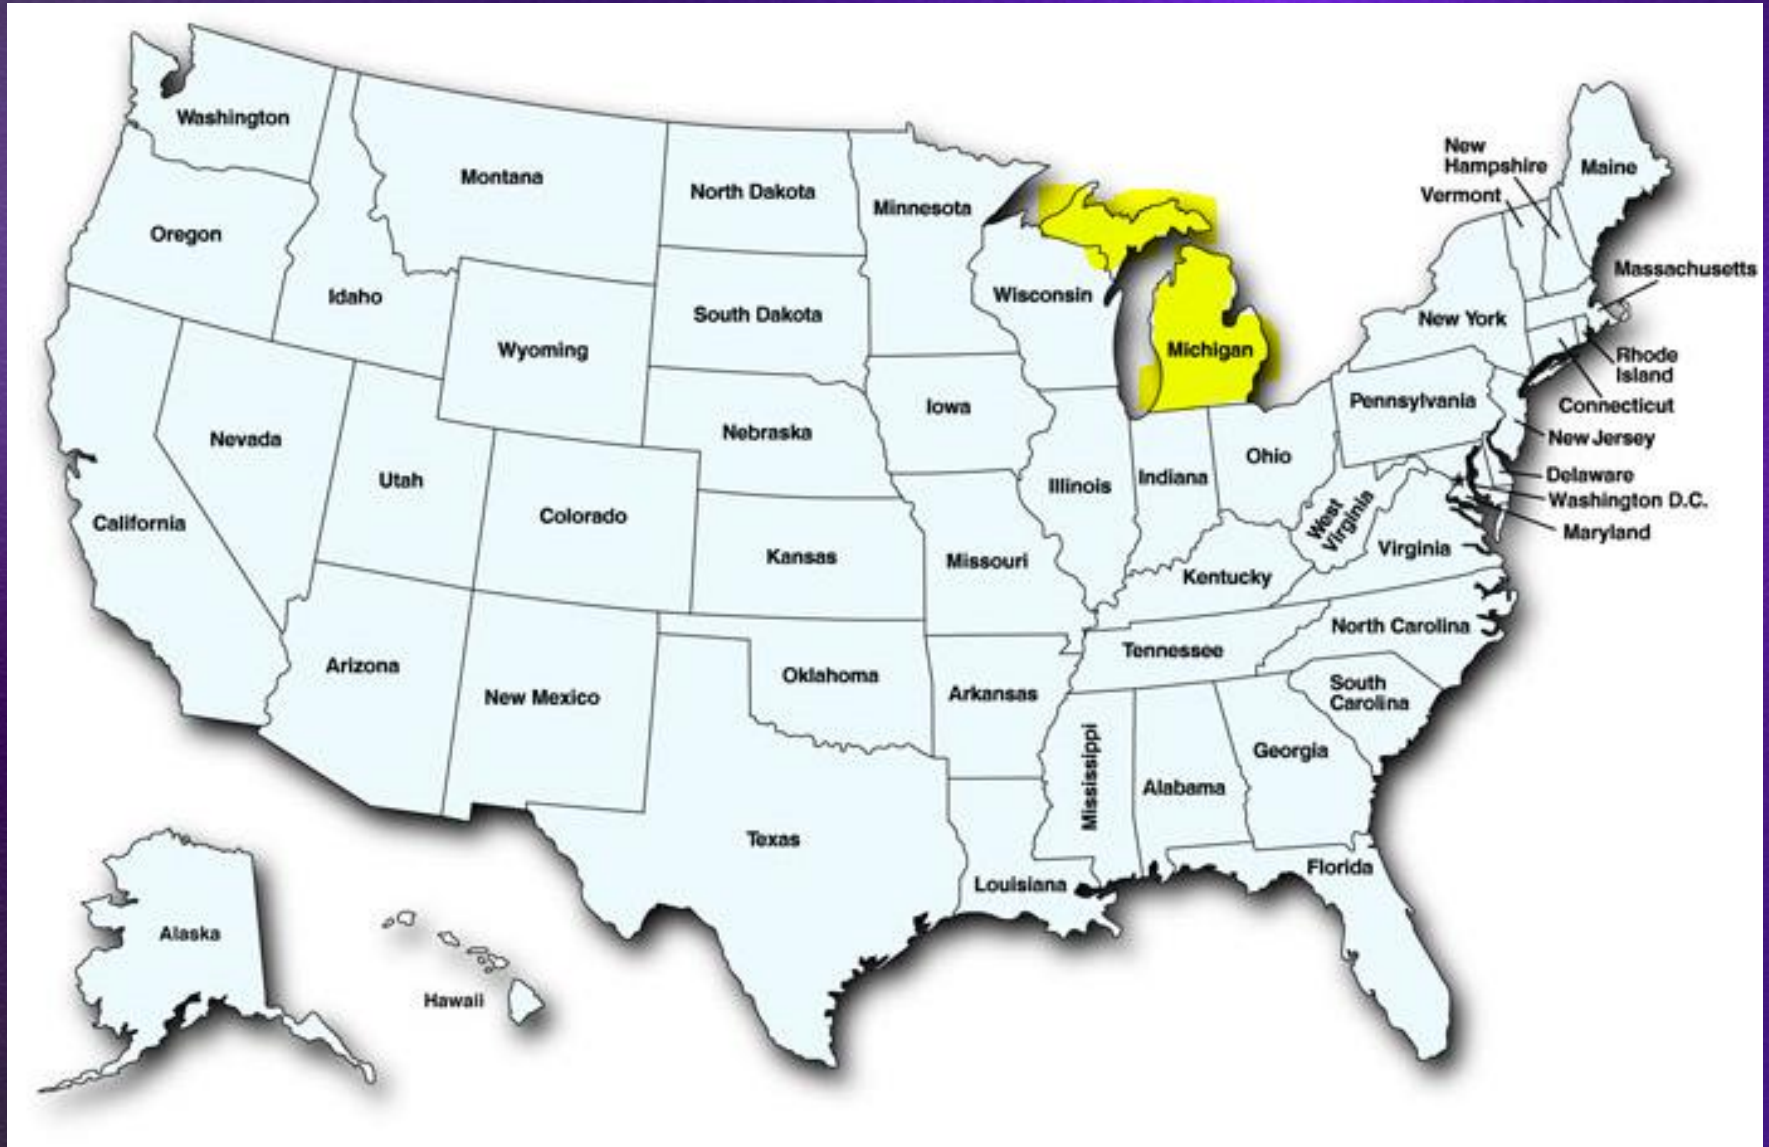 Washington
Montana
North Dakota
Minnesota
New
Hampshire
Maine
Vermont
Oregon
Idaho
Wisconsin
Massachusetts
South Dakota
New York
Wyoming
Michigan
Rhode
Island
Iowa
Pennsylvania
Connecticut
Nebraska
Nevada
New Jersey
Utah
Ohio
Indiana
Illinois
Delaware
Washington D.C.
California
Colorado
West
Virginia
Maryland
Kansas
Missouri
Virginia
Kentucky
North Carolina
Tennessee
Arizona
New Mexico
Oklahoma
Arkansas
South
Carolina
Mississippi
Georgia
Alabama
Texas
Florida
Louisiana
Alaska
Hawaii